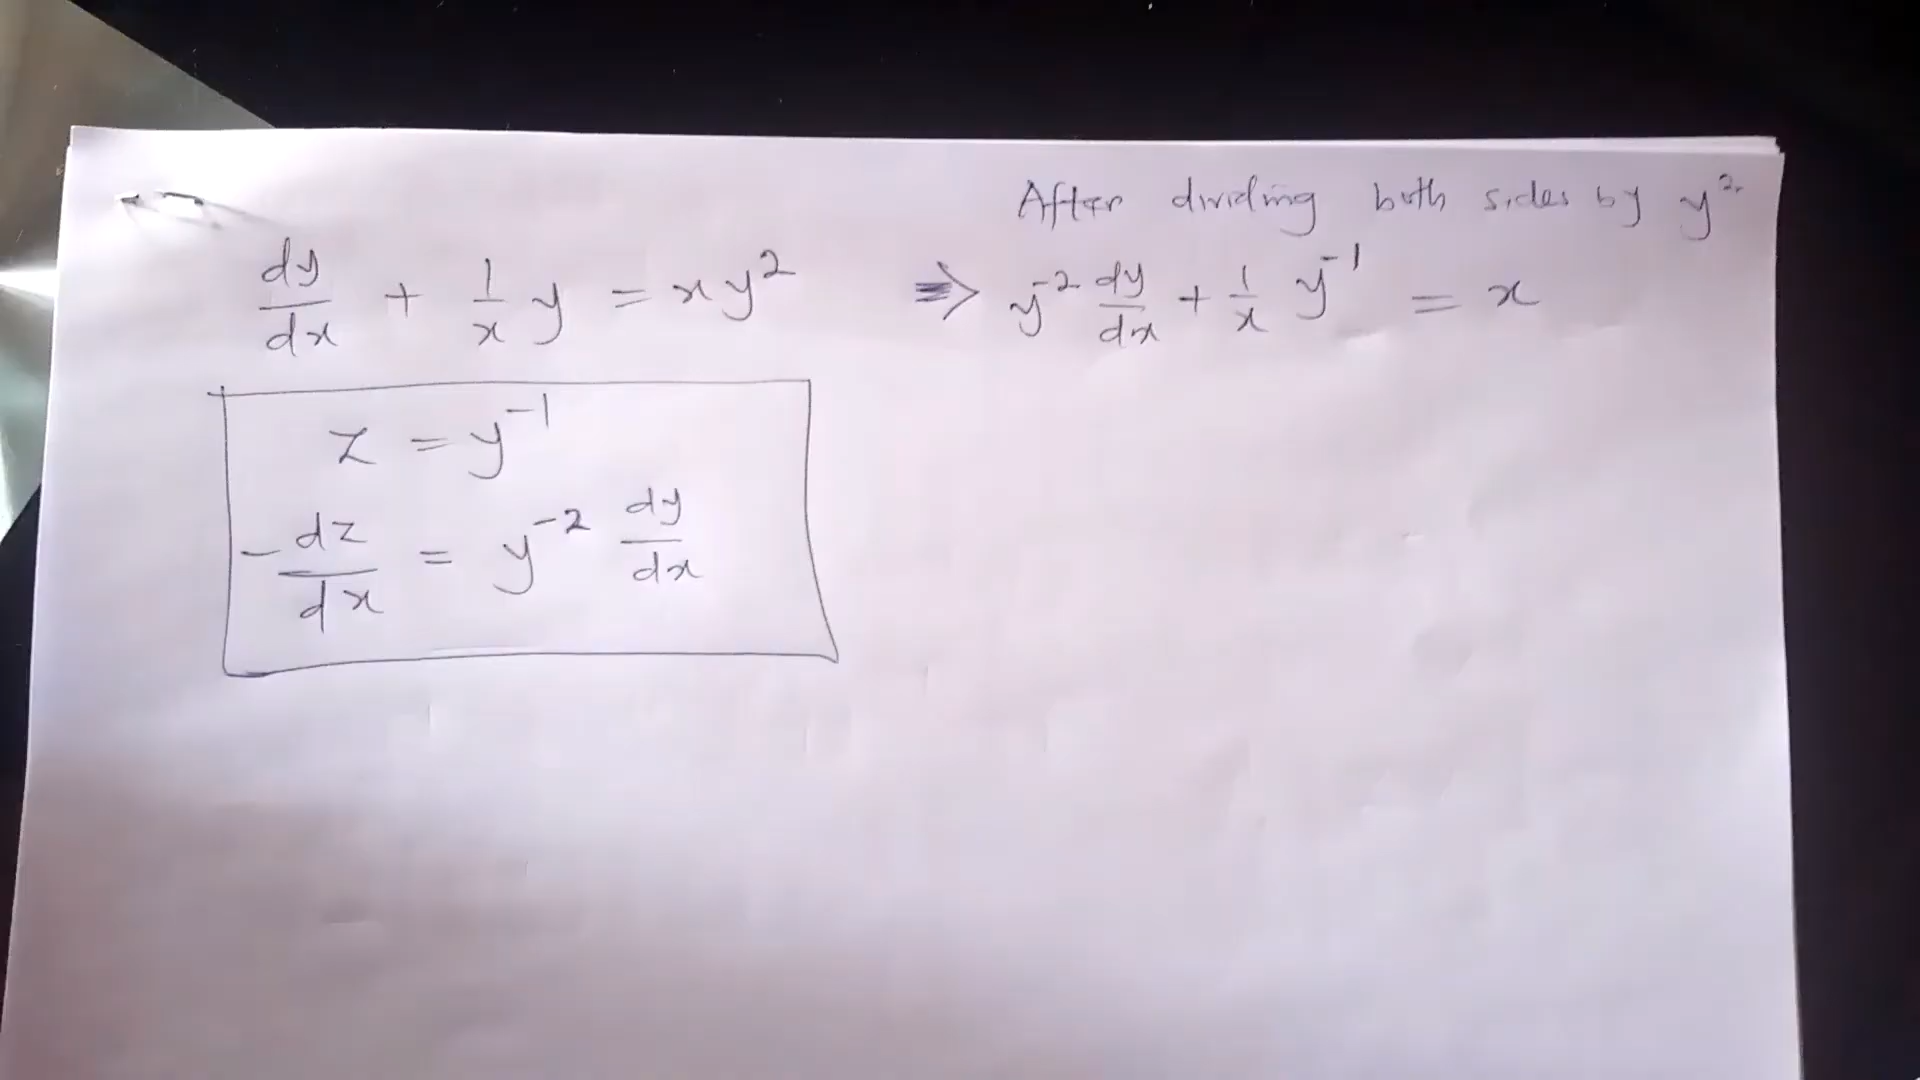 After dividing both sides by y²
dy/dx + 1/x y = xy² ⇒ y⁻² dy/dx + 1/x y⁻¹ = x
z = y⁻¹
-dz/dx = y⁻² dy/dx